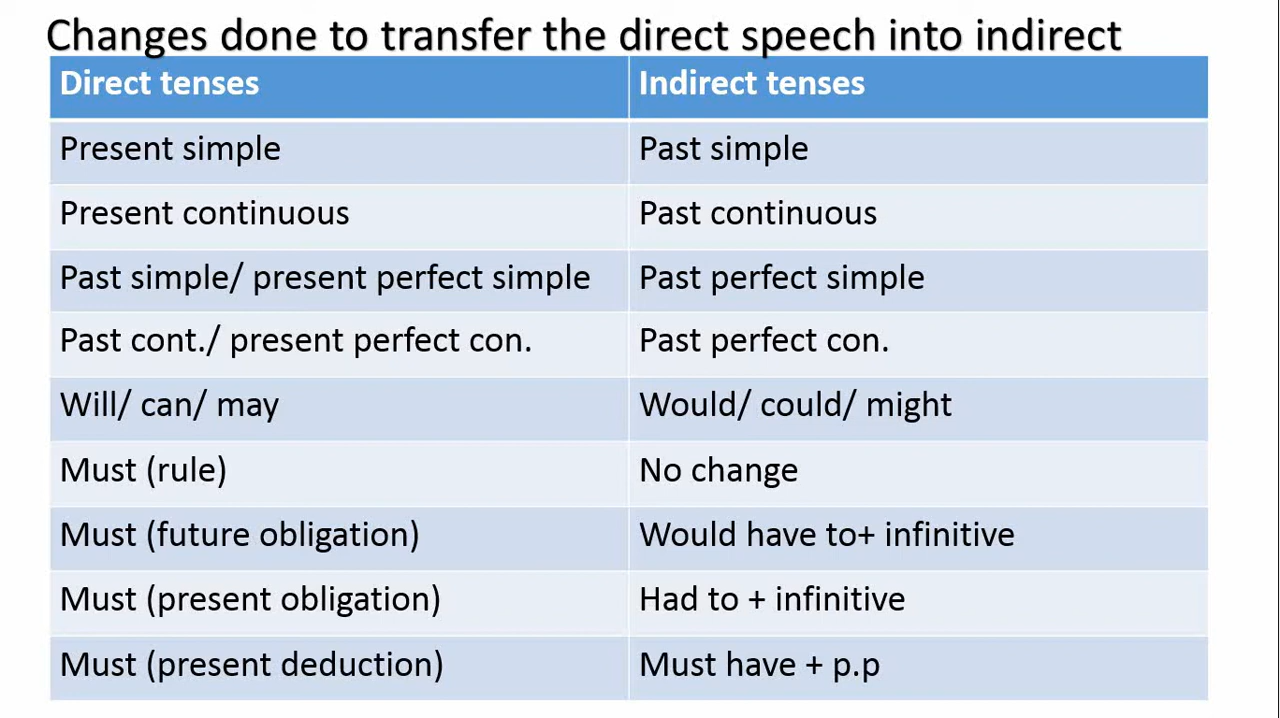 Changes done to transfer the direct speech into indirect
Direct tenses
Indirect tenses
Present simple
Past simple
Present continuous
Past continuous
Past simple/ present perfect simple
Past perfect simple
Past cont./ present perfect con.
Past perfect con.
Will/ can/ may
Would/ could/ might
Must (rule)
No change
Must (future obligation)
Would have to+ infinitive
Must (present obligation)
Had to + infinitive
Must (present deduction)
Must have + p.p